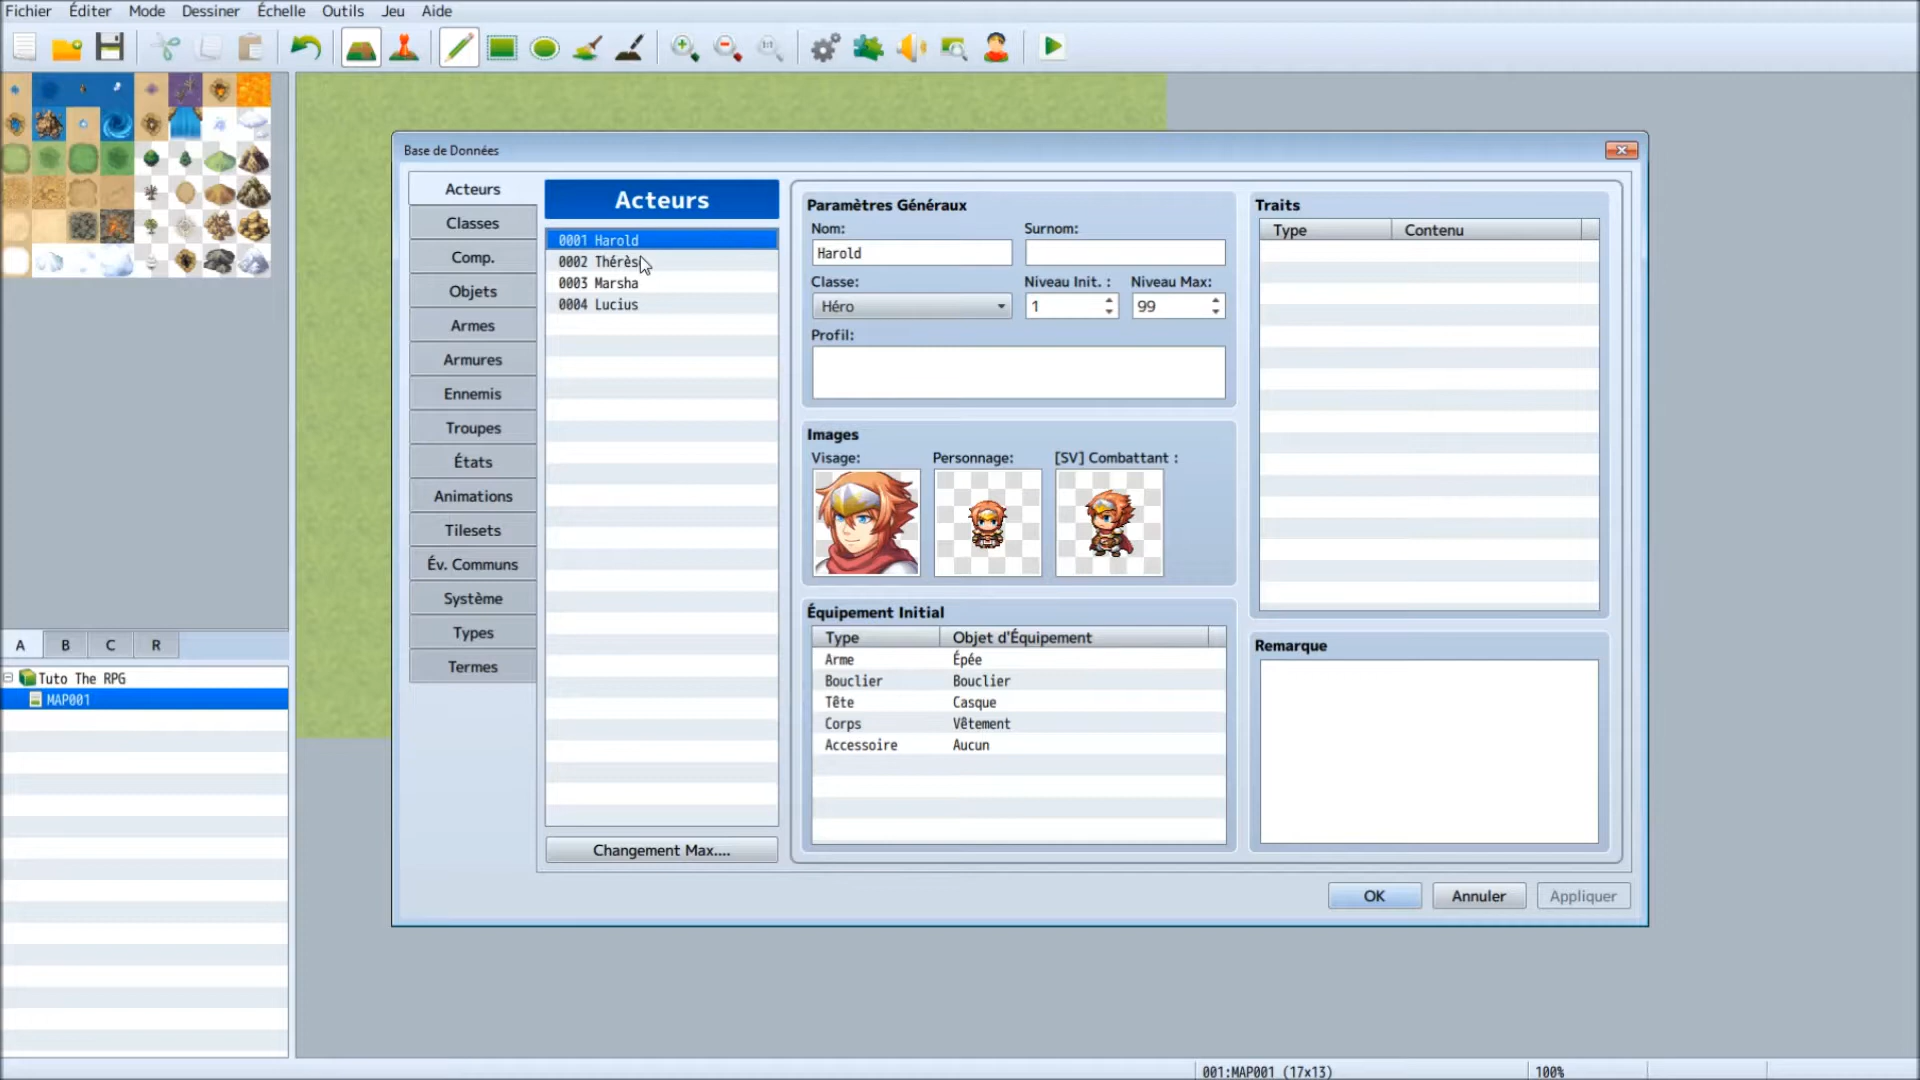 Fichier Éditer Mode Dessiner Échelle Outils Jeu Aide
Base de Données
Acteurs
Classes
Comp.
Objets
Armes
Armures
Ennemis
Troupes
États
Animations
Tilesets
Év. Communs
Système
Types
Termes
Acteurs
0001 Harold
0002 Thérès
0003 Marsha
0004 Lucius
Changement Max....
Paramètres Généraux
Nom: Surnom:
Harold
Classe: Niveau Init. : Niveau Max:
Héro 1 99
Profil:
Images
Visage: Personnage: [SV] Combattant :
Équipement Initial
Type Objet d'Équipement
Arme Épée
Bouclier Bouclier
Tête Casque
Corps Vêtement
Accessoire Aucun
Traits
Type Contenu
Remarque
OK Annuler Appliquer
A B C R
Tuto The RPG
MAP001
001:MAP001 (17x13) 100%